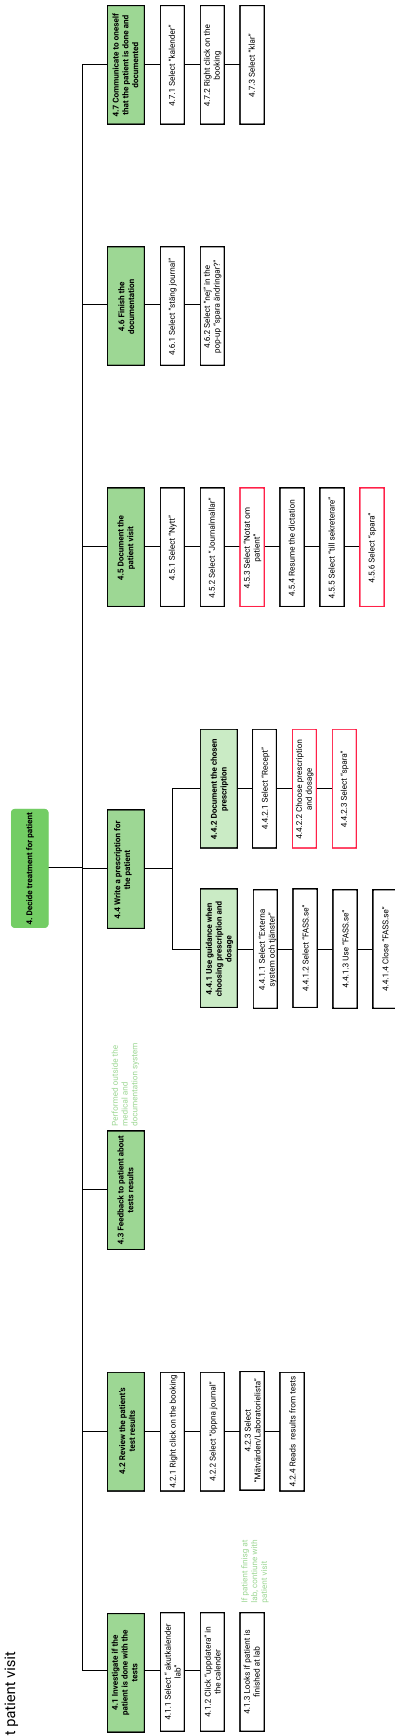 t patient visit
4. Decide treatment for patient
4.1 Investigate if the
patient is done with the
tests
4.1.1 Select " akutkalender
lab"
4.1.2 Click "uppdatera" in
the calender
4.1.3 Looks if patient is
finished at lab
If patient finisg at
lab, contiune with
patient visit
4.2 Review the patient's
test results
4.2.1 Right click on the booking
4.2.2 Select "öppna journal"
4.2.3 Select
"Mätvärden/Laboratorielista"
4.2.4 Reads results from tests
4.3 Feedback to patient about
tests results
Performed outside the
medical and
documentation system
4.4 Write a prescription for
the patient
4.4.1 Use guidance when
choosing prescription and
dosage
4.4.1.1 Select "Externa
system och tjänster"
4.4.1.2 Select "FASS.se"
4.4.1.3 Use "FASS.se"
4.4.1.4 Close "FASS.se"
4.4.2 Document the chosen
prescription
4.4.2.1 Select "Recept"
4.4.2.2 Choose prescription
and dosage
4.4.2.3 Select "spara"
4.5 Document the
patient visit
4.5.1 Select "Nytt"
4.5.2 Select "Journalmallar"
4.5.3 Select "Notat om
patient"
4.5.4 Resume the dictation
4.5.5 Select "till sekreterare"
4.5.6 Select "spara"
4.6 Finish the
documentation
4.6.1 Select "stäng journal"
4.6.2 Select "nej" in the
pop-up "spara ändringar?"
4.7 Communicate to oneself
that the patient is done and
documented
4.7.1 Select "kalender"
4.7.2 Right click on the
booking
4.7.3 Select "klar"